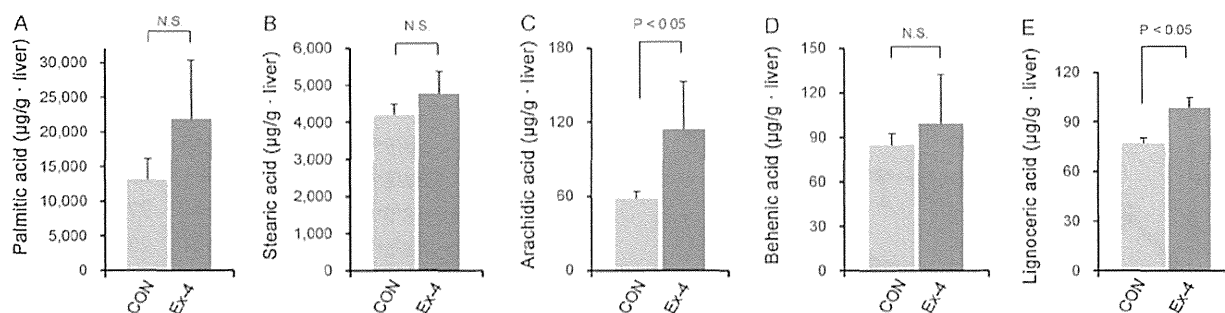 A
N.S.
Palmitic acid (µg/g · liver)
30,000
25,000
20,000
15,000
10,000
5,000
0
CON
Ex-4
B
N.S.
Stearic acid (µg/g · liver)
6,000
5,000
4,000
3,000
2,000
1,000
0
CON
Ex-4
C
P < 0.05
Arachidic acid (µg/g · liver)
180
120
60
0
CON
Ex-4
D
N.S.
Behenic acid (µg/g · liver)
150
120
90
60
30
0
CON
Ex-4
E
P < 0.05
Lignoceric acid (µg/g · liver)
120
90
60
30
0
CON
Ex-4